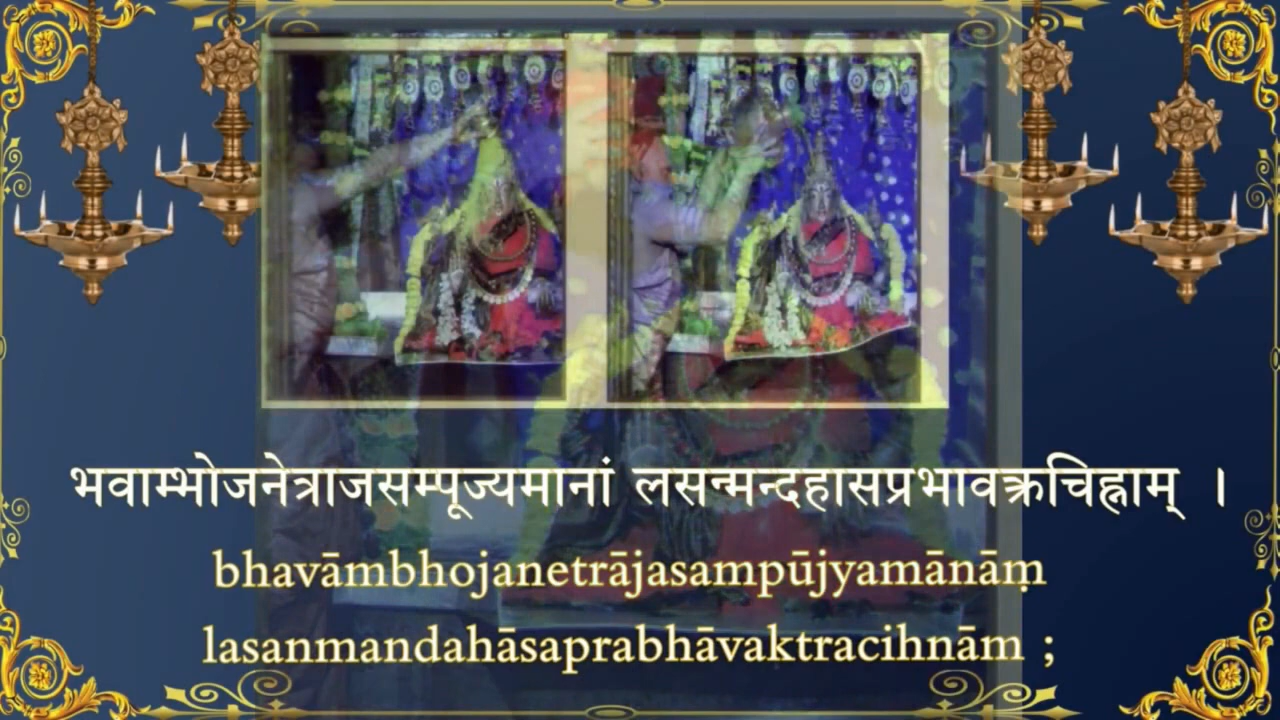 भवाम्भोजनेत्राजसम्पूज्यमानां लसन्मन्दहासप्रभावक्रचिह्नाम् ।
bhavāmbhojanetrājasampūjyamānāṃ
lasanmandahāsaprabhāvaktracihnām ;